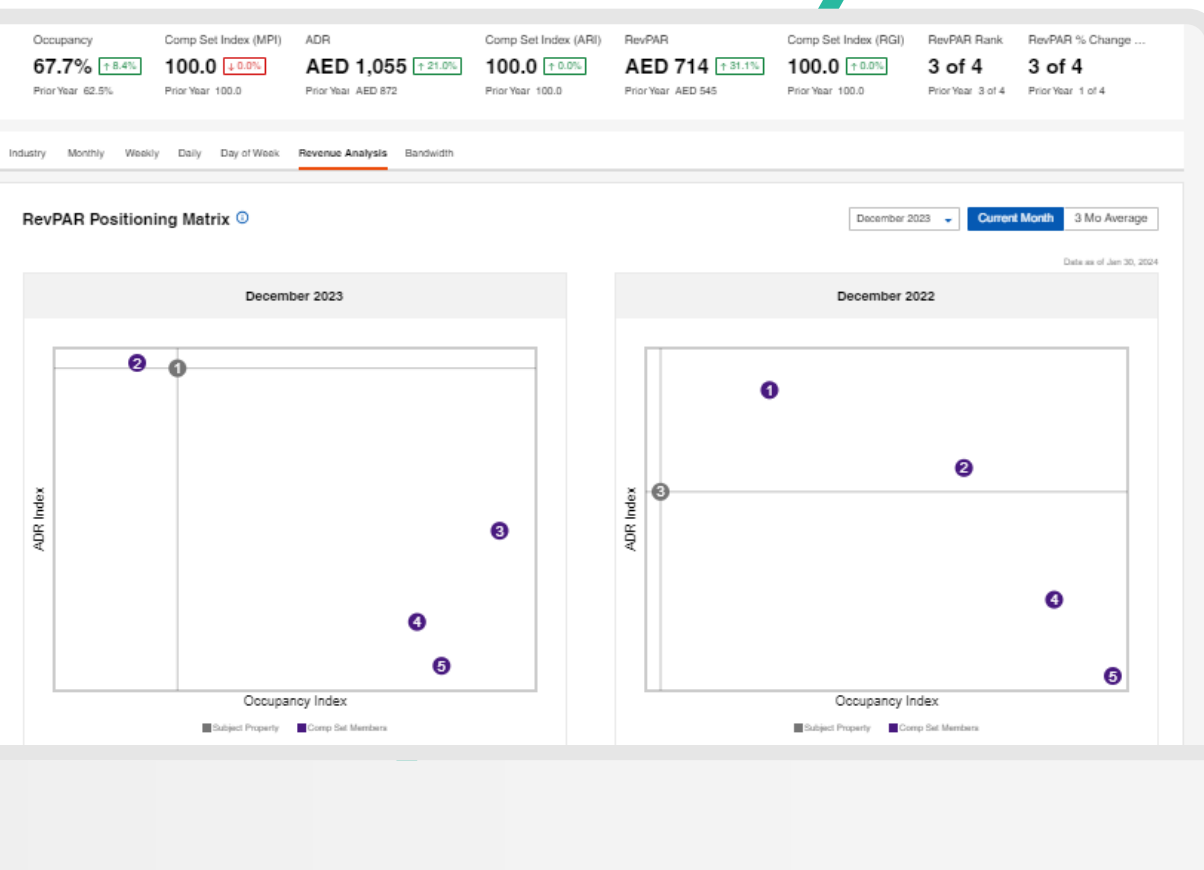 Occupancy Comp Set Index (MPI) ADR Comp Set Index (ARI) RevPAR Comp Set Index (RGI) RevPAR Rank RevPAR % Change ...
67.7% ↑ 8.4% 100.0 ↓ 0.0% AED 1,055 ↑ 21.0% 100.0 ↑ 0.0% AED 714 ↑ 31.1% 100.0 ↑ 0.0% 3 of 4 3 of 4
Prior Year 62.5% Prior Year 100.0 Prior Year AED 872 Prior Year 100.0 Prior Year AED 545 Prior Year 100.0 Prior Year 3 of 4 Prior Year 1 of 4
Industry Monthly Weekly Daily Day of Week Revenue Analysis Bandwidth
RevPAR Positioning Matrix December 2023 Current Month 3 Mo Average
Data as of Jan 30, 2024
December 2023
2
1
3
4
5
ADR Index
Occupancy Index
Subject Property Comp Set Members
December 2022
1
2
3
4
5
ADR Index
Occupancy Index
Subject Property Comp Set Members